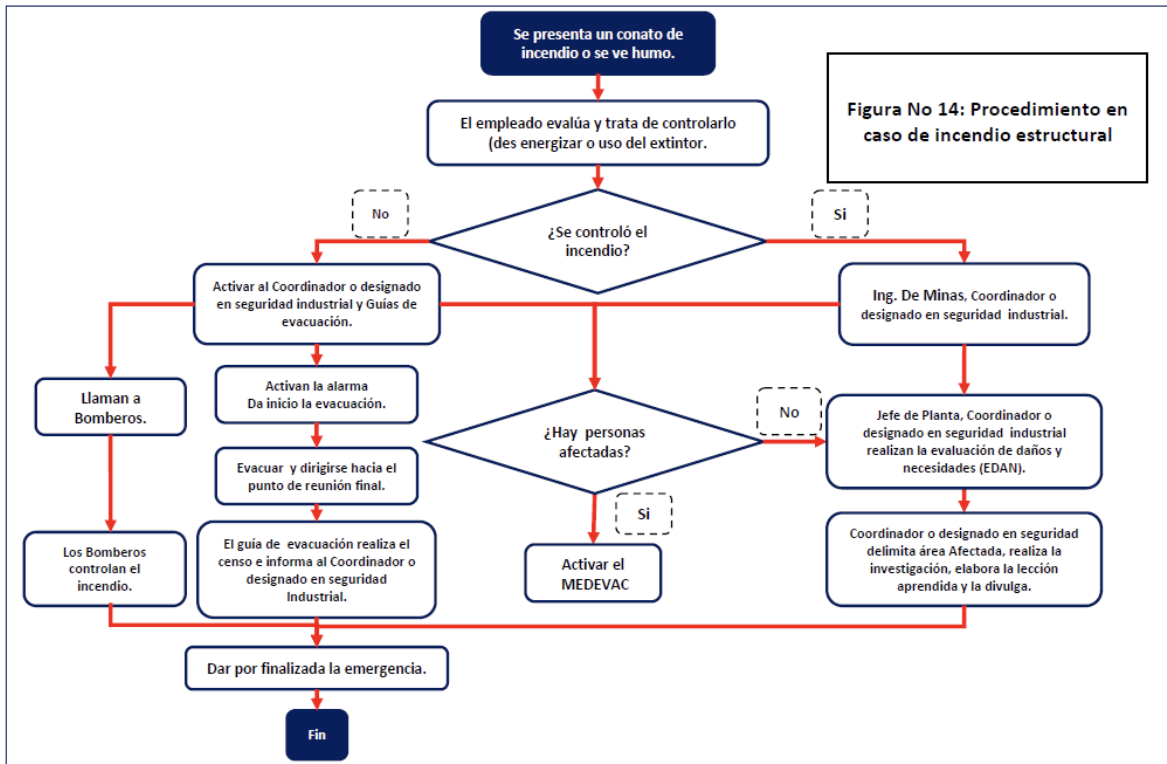 Se presenta un conato de
incendio o se ve humo.
Figura No 14: Procedimiento en
caso de incendio estructural
El empleado evalúa y trata de controlarlo
(des energizar o uso del extintor.
No
¿Se controló el
incendio?
Si
Activar al Coordinador o designado
en seguridad industrial y Guías de
evacuación.
Ing. De Minas, Coordinador o
designado en seguridad industrial.
Llaman a
Bomberos.
Activan la alarma
Da inicio la evacuación.
¿Hay personas
afectadas?
No
Jefe de Planta, Coordinador o
designado en seguridad industrial
realizan la evaluación de daños y
necesidades (EDAN).
Evacuar y dirigirse hacia el
punto de reunión final.
Si
Los Bomberos
controlan el
incendio.
El guía de evacuación realiza el
censo e informa al Coordinador o
designado en seguridad
Industrial.
Activar el
MEDEVAC
Coordinador o designado en seguridad
delimita área Afectada, realiza la
investigación, elabora la lección
aprendida y la divulga.
Dar por finalizada la emergencia.
Fin